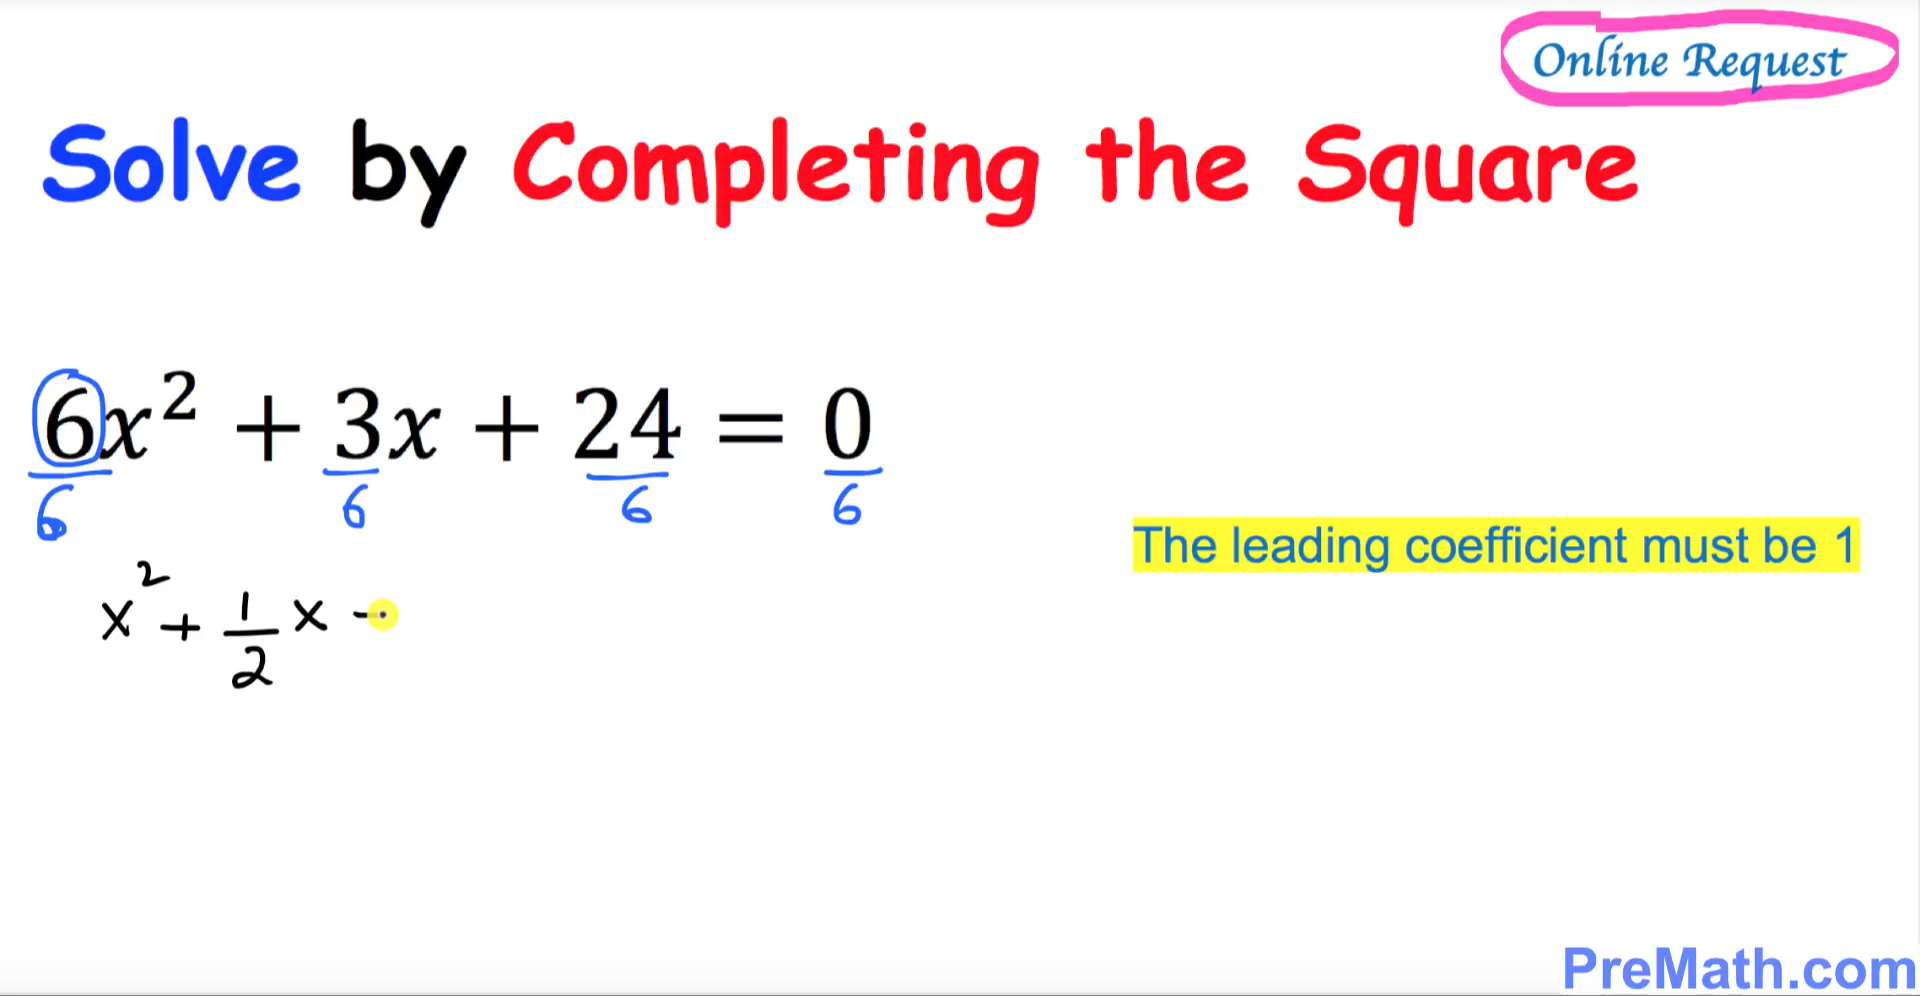 Online Request
Solve by Completing the Square
6x² + 3x + 24 = 0
6 6 6 6
The leading coefficient must be 1
x² + 1/2 x -
PreMath.com